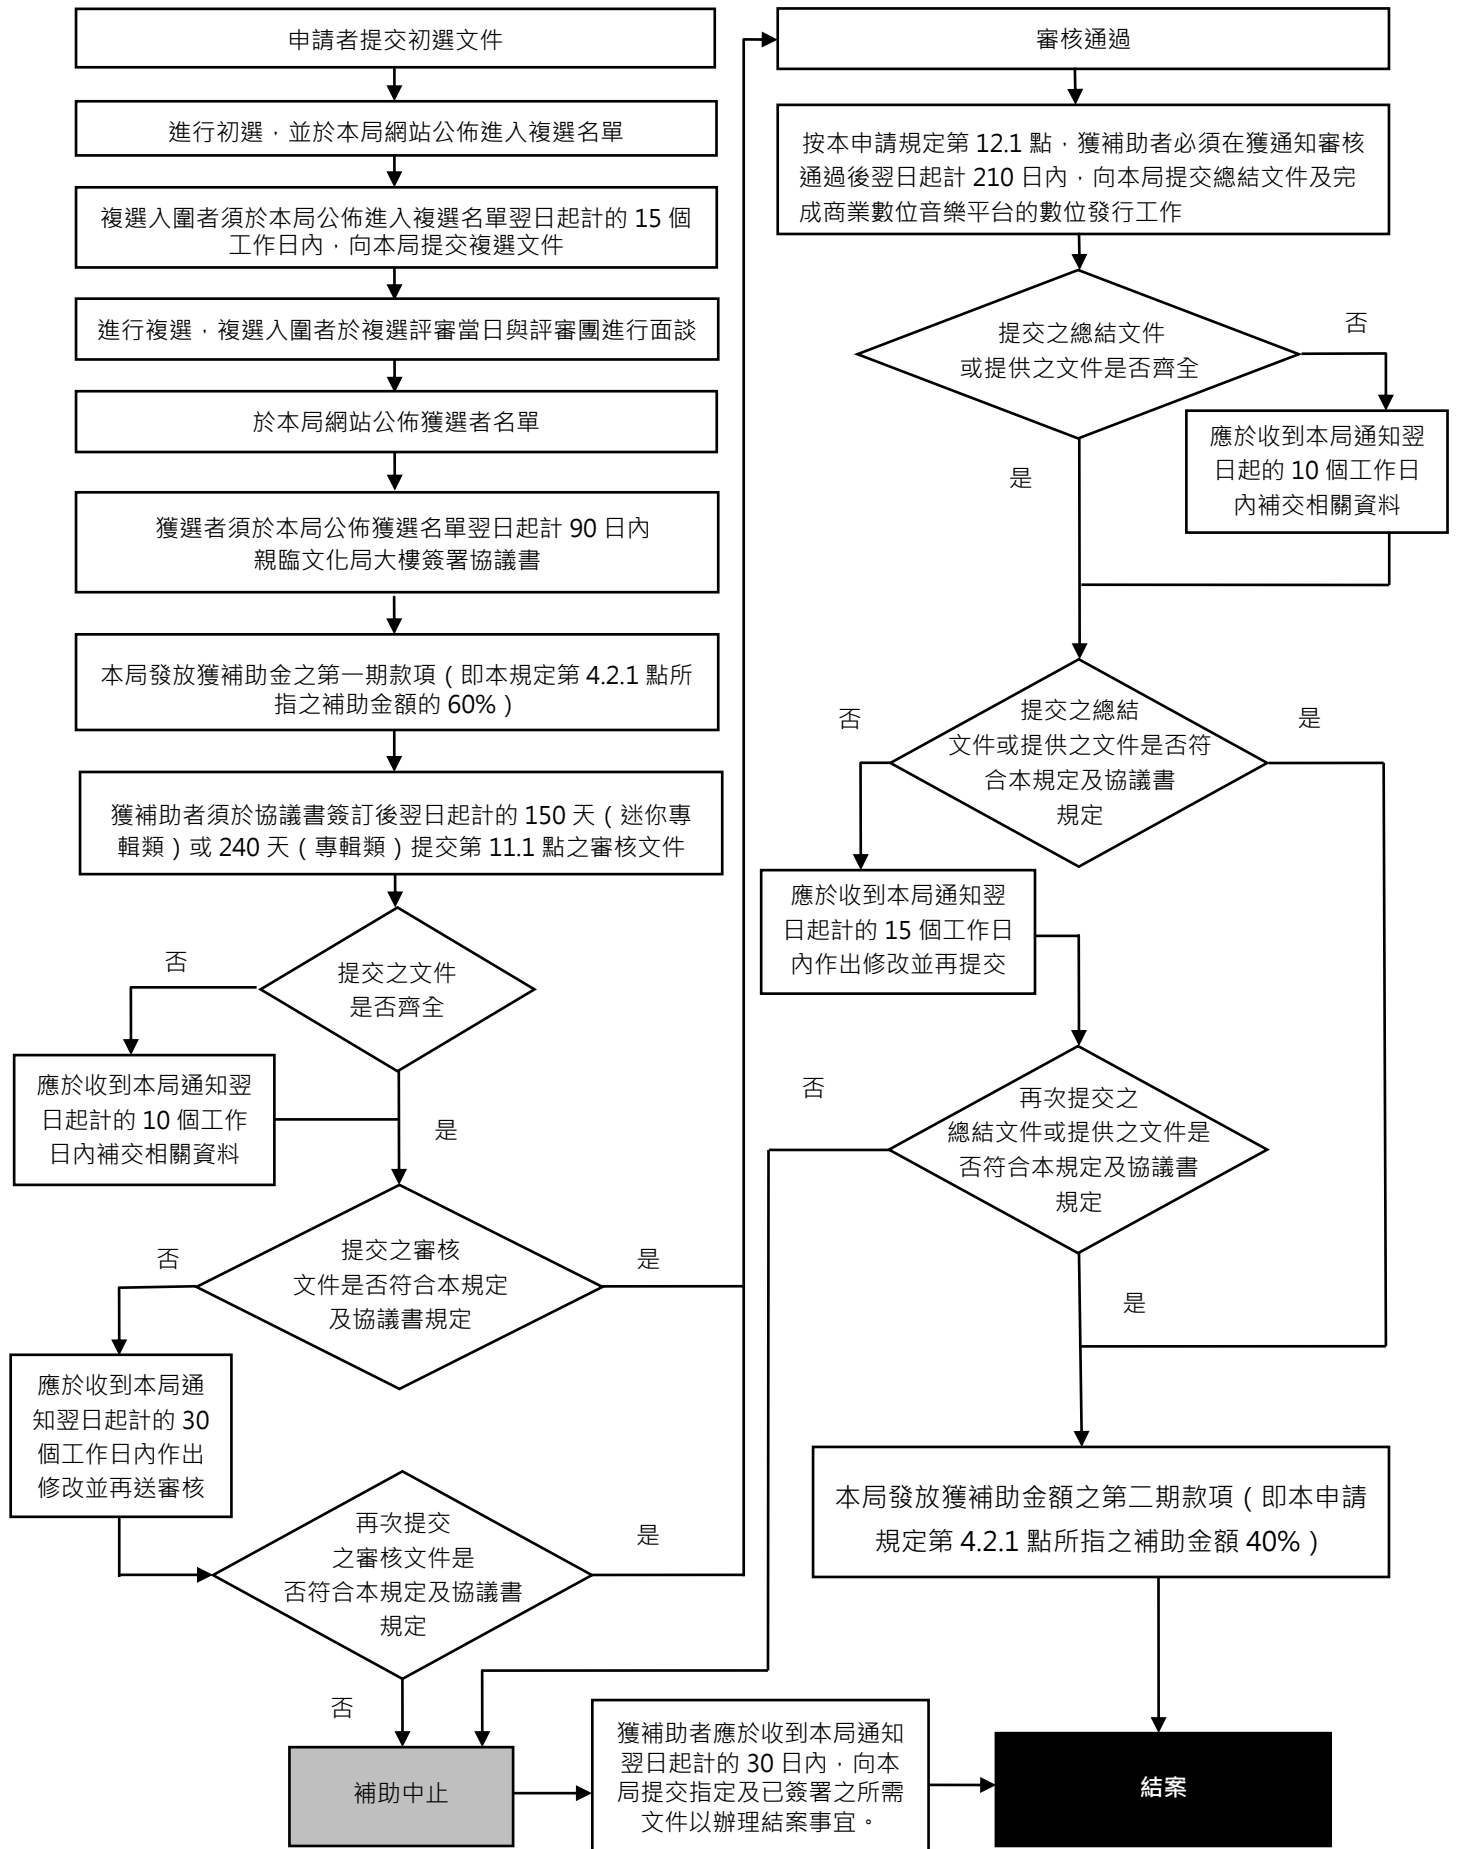 申請者提交初選文件
進行初選，並於本局網站公佈進入複選名單
複選入圍者須於本局公佈進入複選名單翌日起計的 15 個
工作日內，向本局提交複選文件
進行複選，複選入圍者於複選評審當日與評審團進行面談
於本局網站公佈獲選者名單
獲選者須於本局公佈獲選名單翌日起計 90 日內
親臨文化局大樓簽署協議書
本局發放獲補助金之第一期款項（即本規定第 4.2.1 點所
指之補助金額的 60%）
獲補助者須於協議書簽訂後翌日起計的 150 天（迷你專
輯類）或 240 天（專輯類）提交第 11.1 點之審核文件
提交之文件
是否齊全
否
應於收到本局通知翌
日起計的 10 個工作
日內補交相關資料
是
提交之審核
文件是否符合本規定
及協議書規定
否
是
應於收到本局通
知翌日起計的 30
個工作日內作出
修改並再送審核
再次提交
之審核文件是
否符合本規定及協議書
規定
是
否
補助中止
獲補助者應於收到本局通知
翌日起計的 30 日內，向本
局提交指定及已簽署之所需
文件以辦理結案事宜。
審核通過
按本申請規定第 12.1 點，獲補助者必須在獲通知審核
通過後翌日起計 210 日內，向本局提交總結文件及完
成商業數位音樂平台的數位發行工作
提交之總結文件
或提供之文件是否齊全
否
應於收到本局通知翌
日起的 10 個工作日
內補交相關資料
是
提交之總結
文件或提供之文件是否符
合本規定及協議書
規定
否
是
應於收到本局通知翌
日起計的 15 個工作日
內作出修改並再提交
再次提交之
總結文件或提供之文件是
否符合本規定及協議書
規定
否
是
本局發放獲補助金額之第二期款項（即本申請
規定第 4.2.1 點所指之補助金額 40%）
結案